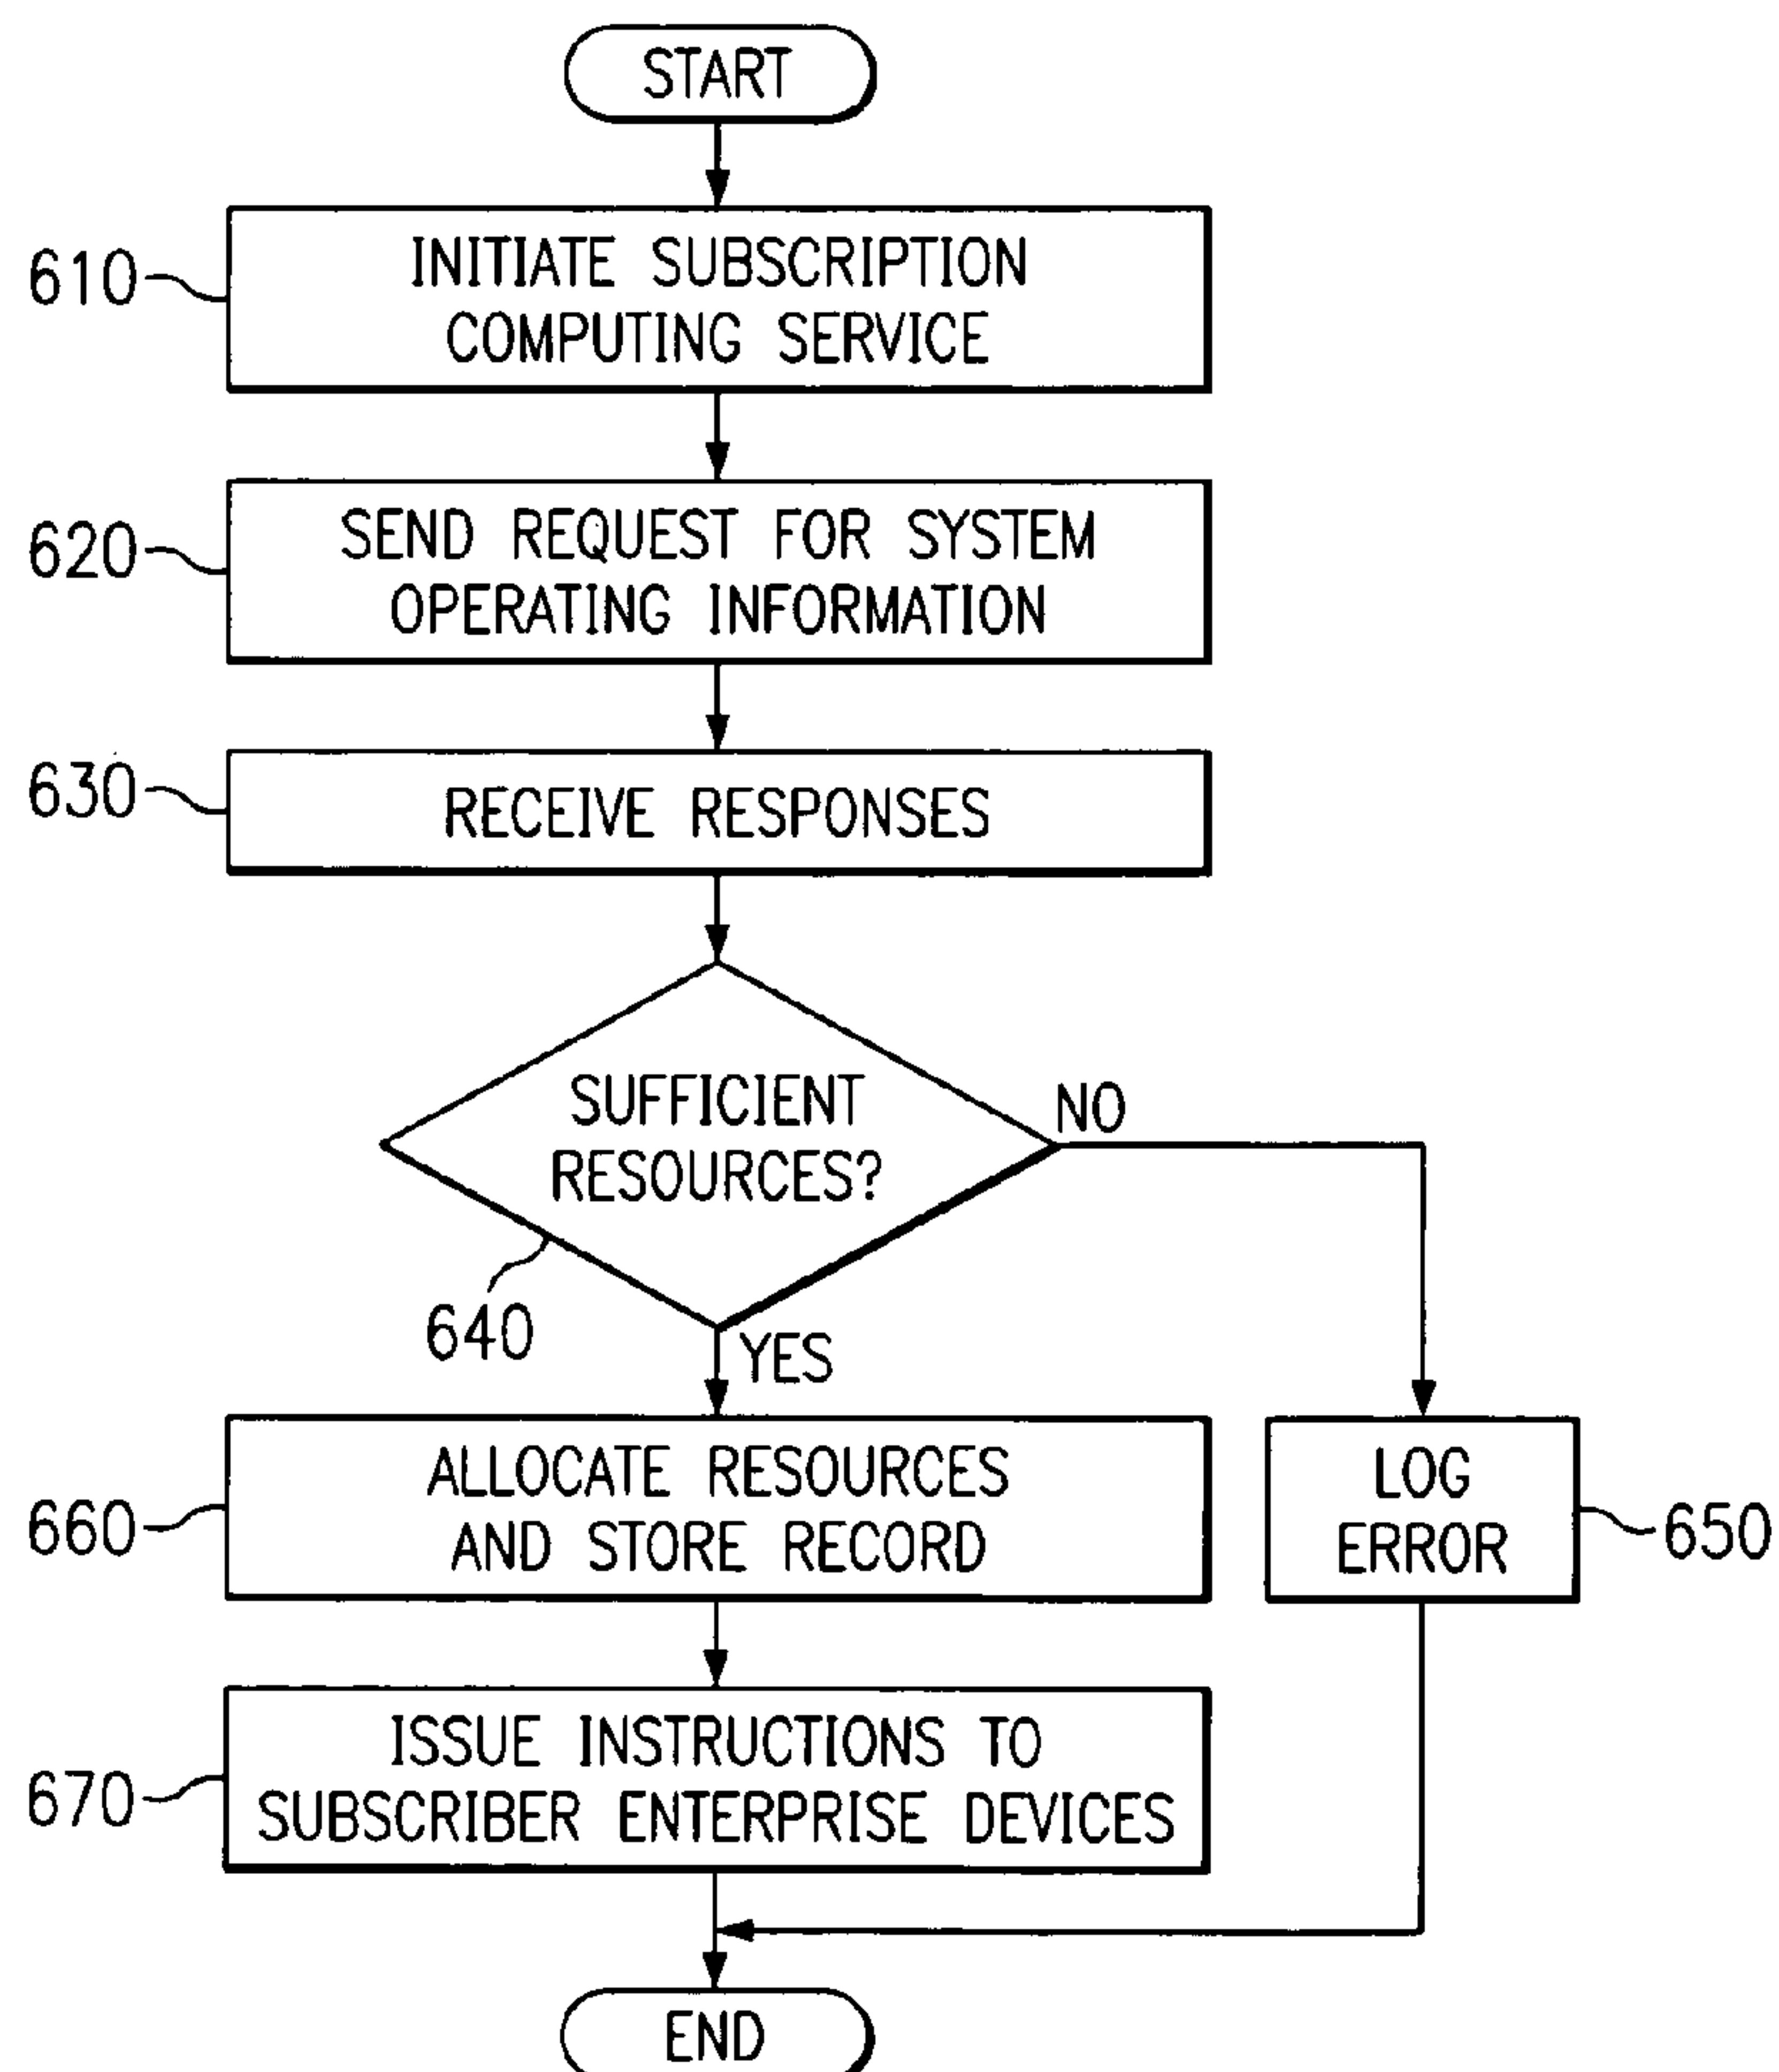 START
610
INITIATE SUBSCRIPTION
COMPUTING SERVICE
620
SEND REQUEST FOR SYSTEM
OPERATING INFORMATION
630
RECEIVE RESPONSES
SUFFICIENT
RESOURCES?
NO
640
YES
660
ALLOCATE RESOURCES
AND STORE RECORD
LOG
ERROR
650
670
ISSUE INSTRUCTIONS TO
SUBSCRIBER ENTERPRISE DEVICES
END